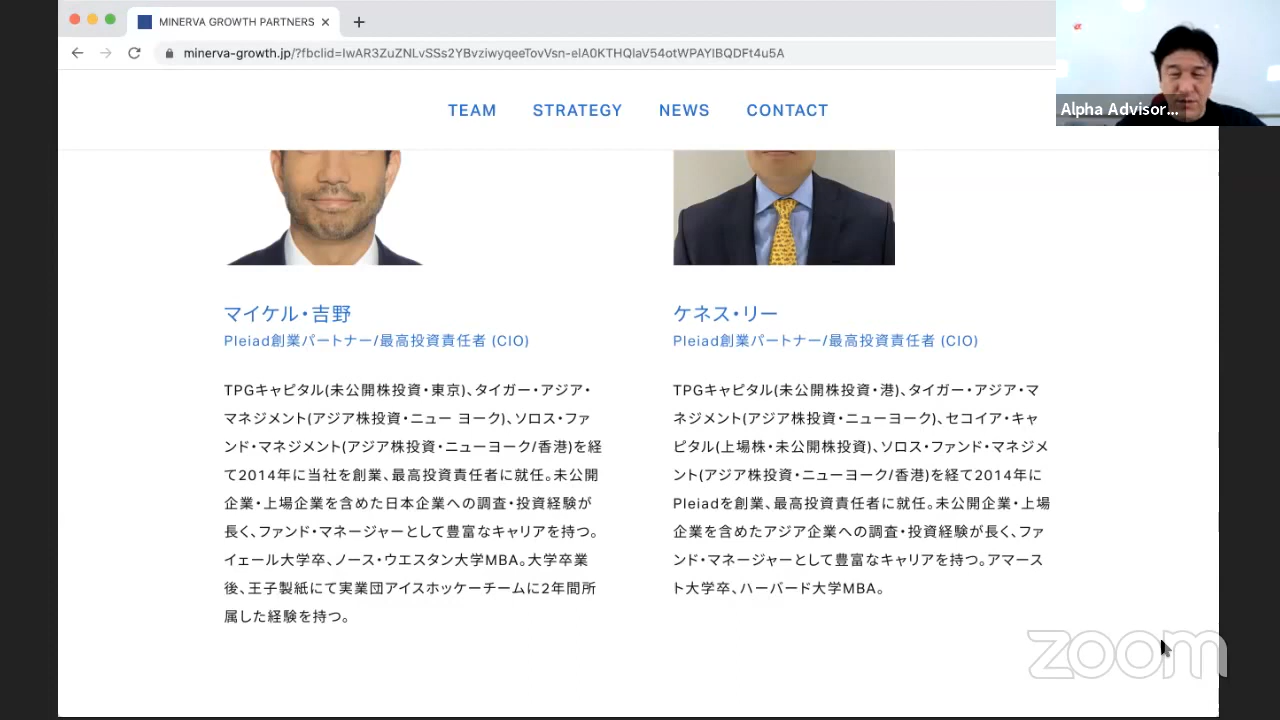 MINERVA GROWTH PARTNERS
minerva-growth.jp/?fbclid=IwAR3ZuZNLvSSs2YBvziwyqeeTovVsn-elA0KTHQlaV54otWPAYlBQDFt4u5A
Alpha Advisor...
TEAM STRATEGY NEWS CONTACT
マイケル・吉野
Pleiad創業パートナー/最高投資責任者 (CIO)
TPGキャピタル(未公開株投資・東京)、タイガー・アジア・
マネジメント(アジア株投資・ニュー ヨーク)、ソロス・ファ
ンド・マネジメント(アジア株投資・ニューヨーク/香港)を経
て2014年に当社を創業、最高投資責任者に就任。未公開
企業・上場企業を含めた日本企業への調査・投資経験が
長く、ファンド・マネージャーとして豊富なキャリアを持つ。
イェール大学卒、ノース・ウエスタン大学MBA。大学卒業
後、王子製紙にて実業団アイスホッケーチームに2年間所
属した経験を持つ。
ケネス・リー
Pleiad創業パートナー/最高投資責任者 (CIO)
TPGキャピタル(未公開株投資・港)、タイガー・アジア・マ
ネジメント(アジア株投資・ニューヨーク)、セコイア・キャ
ピタル(上場株・未公開株投資)、ソロス・ファンド・マネジメ
ント(アジア株投資・ニューヨーク/香港)を経て2014年に
Pleiadを創業、最高投資責任者に就任。未公開企業・上場
企業を含めたアジア企業への調査・投資経験が長く、ファ
ンド・マネージャーとして豊富なキャリアを持つ。アマース
ト大学卒、ハーバード大学MBA。
zoom